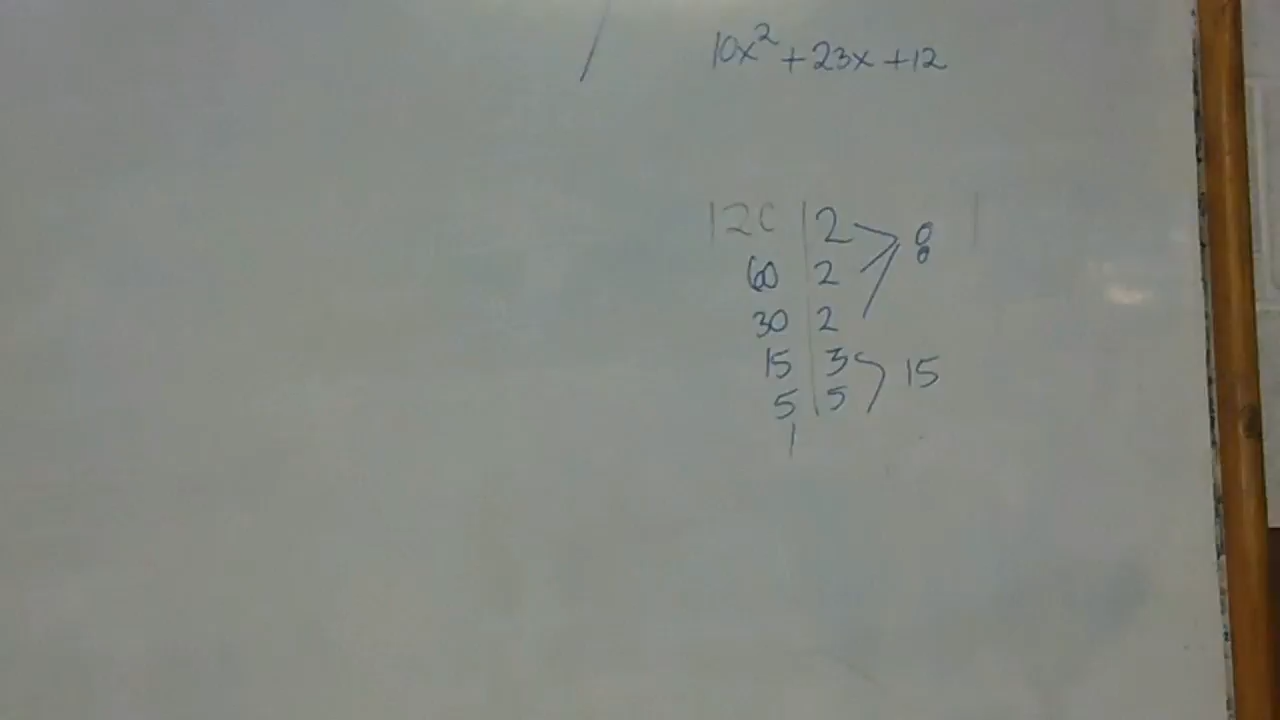 10x² + 23x + 12
120 | 2
60 | 2
8
30 | 2
15 | 3
15
5 | 5
1